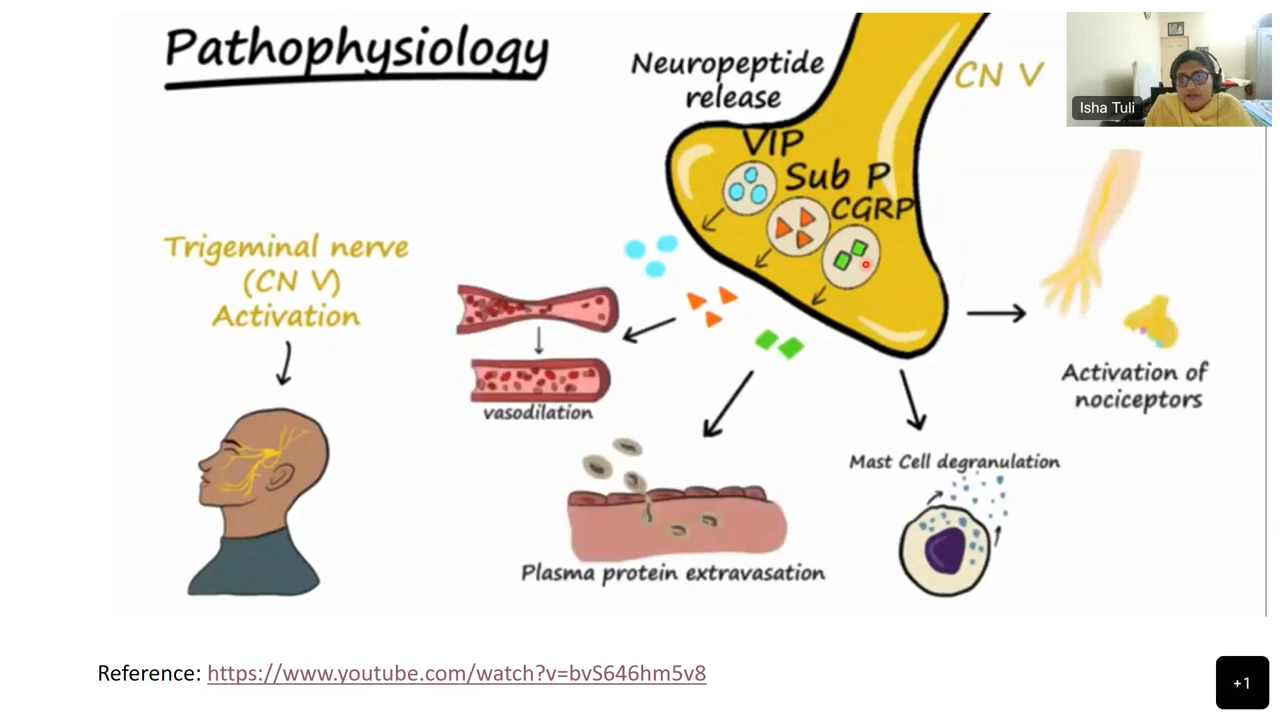 Pathophysiology
Neuropeptide
release
CN V
Isha Tuli
VIP
Sub P
CGRP
Trigeminal nerve
(CN V)
Activation
vasodilation
Activation of
nociceptors
Mast Cell degranulation
Plasma protein extravasation
Reference: https://www.youtube.com/watch?v=bvS646hm5v8
+1